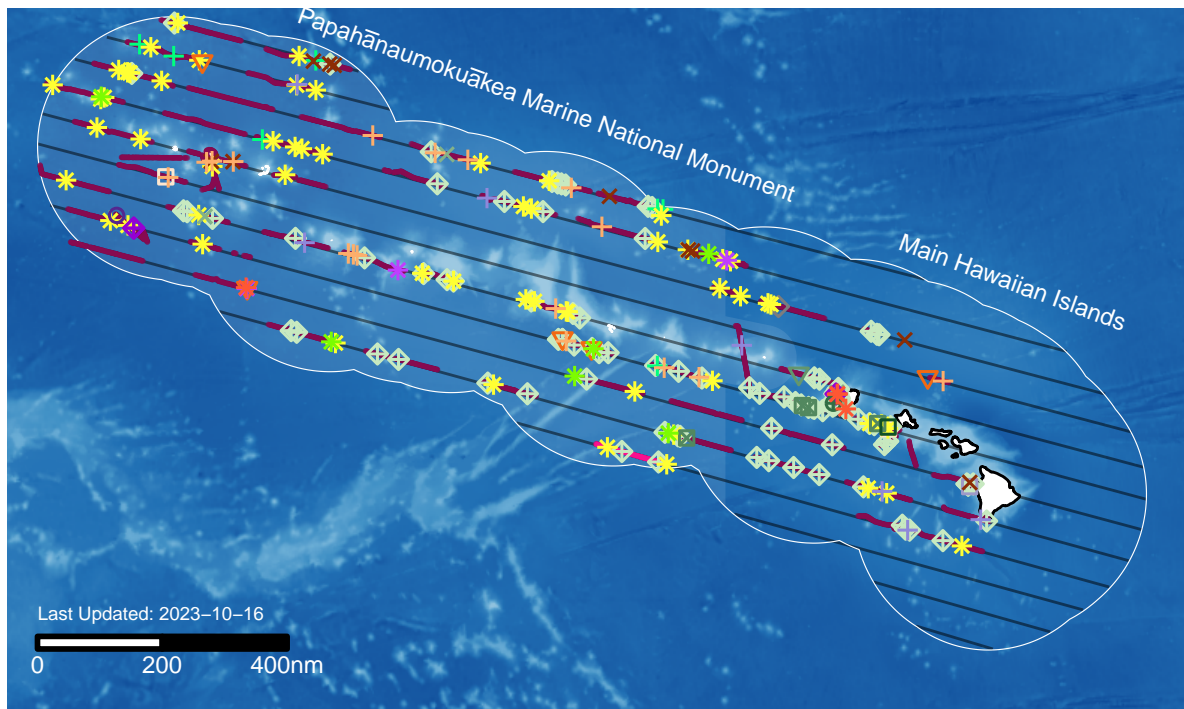 Papahānaumokuākea Marine National Monument
Main Hawaiian Islands
Last Updated: 2023–10–16
0 200 400nm